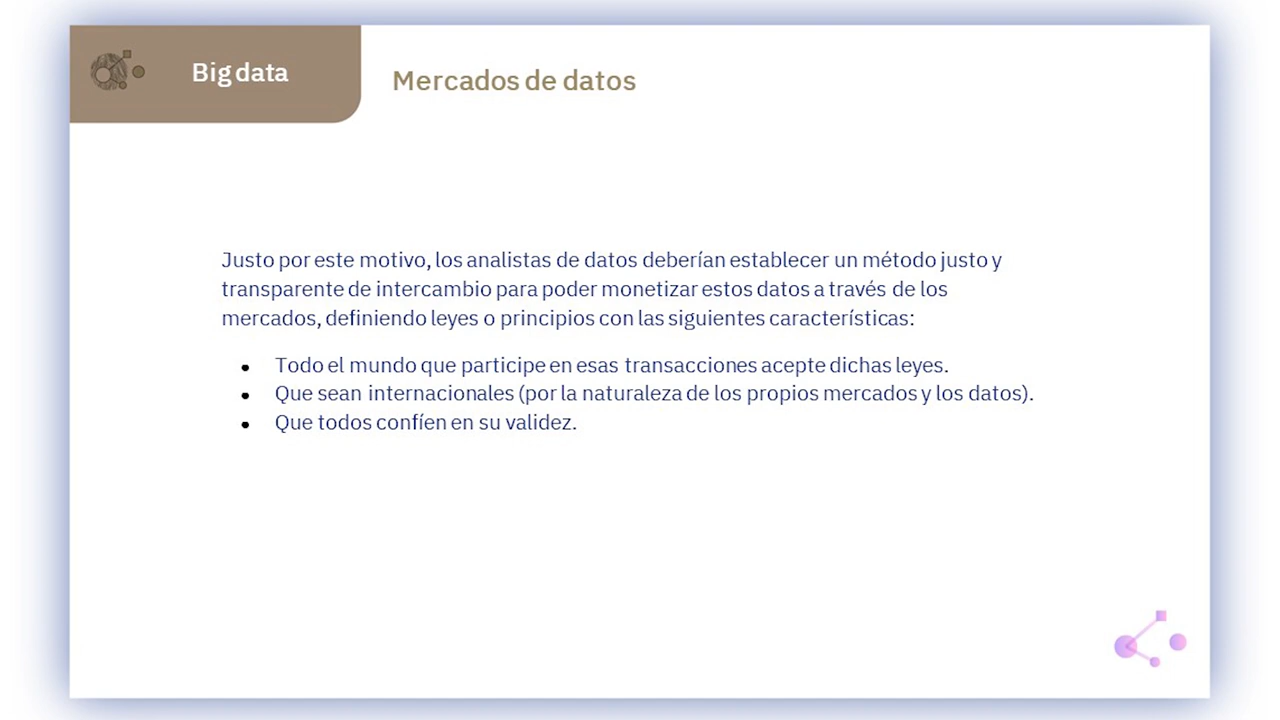 Big data
Mercados de datos
Justo por este motivo, los analistas de datos deberían establecer un método justo y
transparente de intercambio para poder monetizar estos datos a través de los
mercados, definiendo leyes o principios con las siguientes características:
• Todo el mundo que participe en esas transacciones acepte dichas leyes.
• Que sean internacionales (por la naturaleza de los propios mercados y los datos).
• Que todos confíen en su validez.